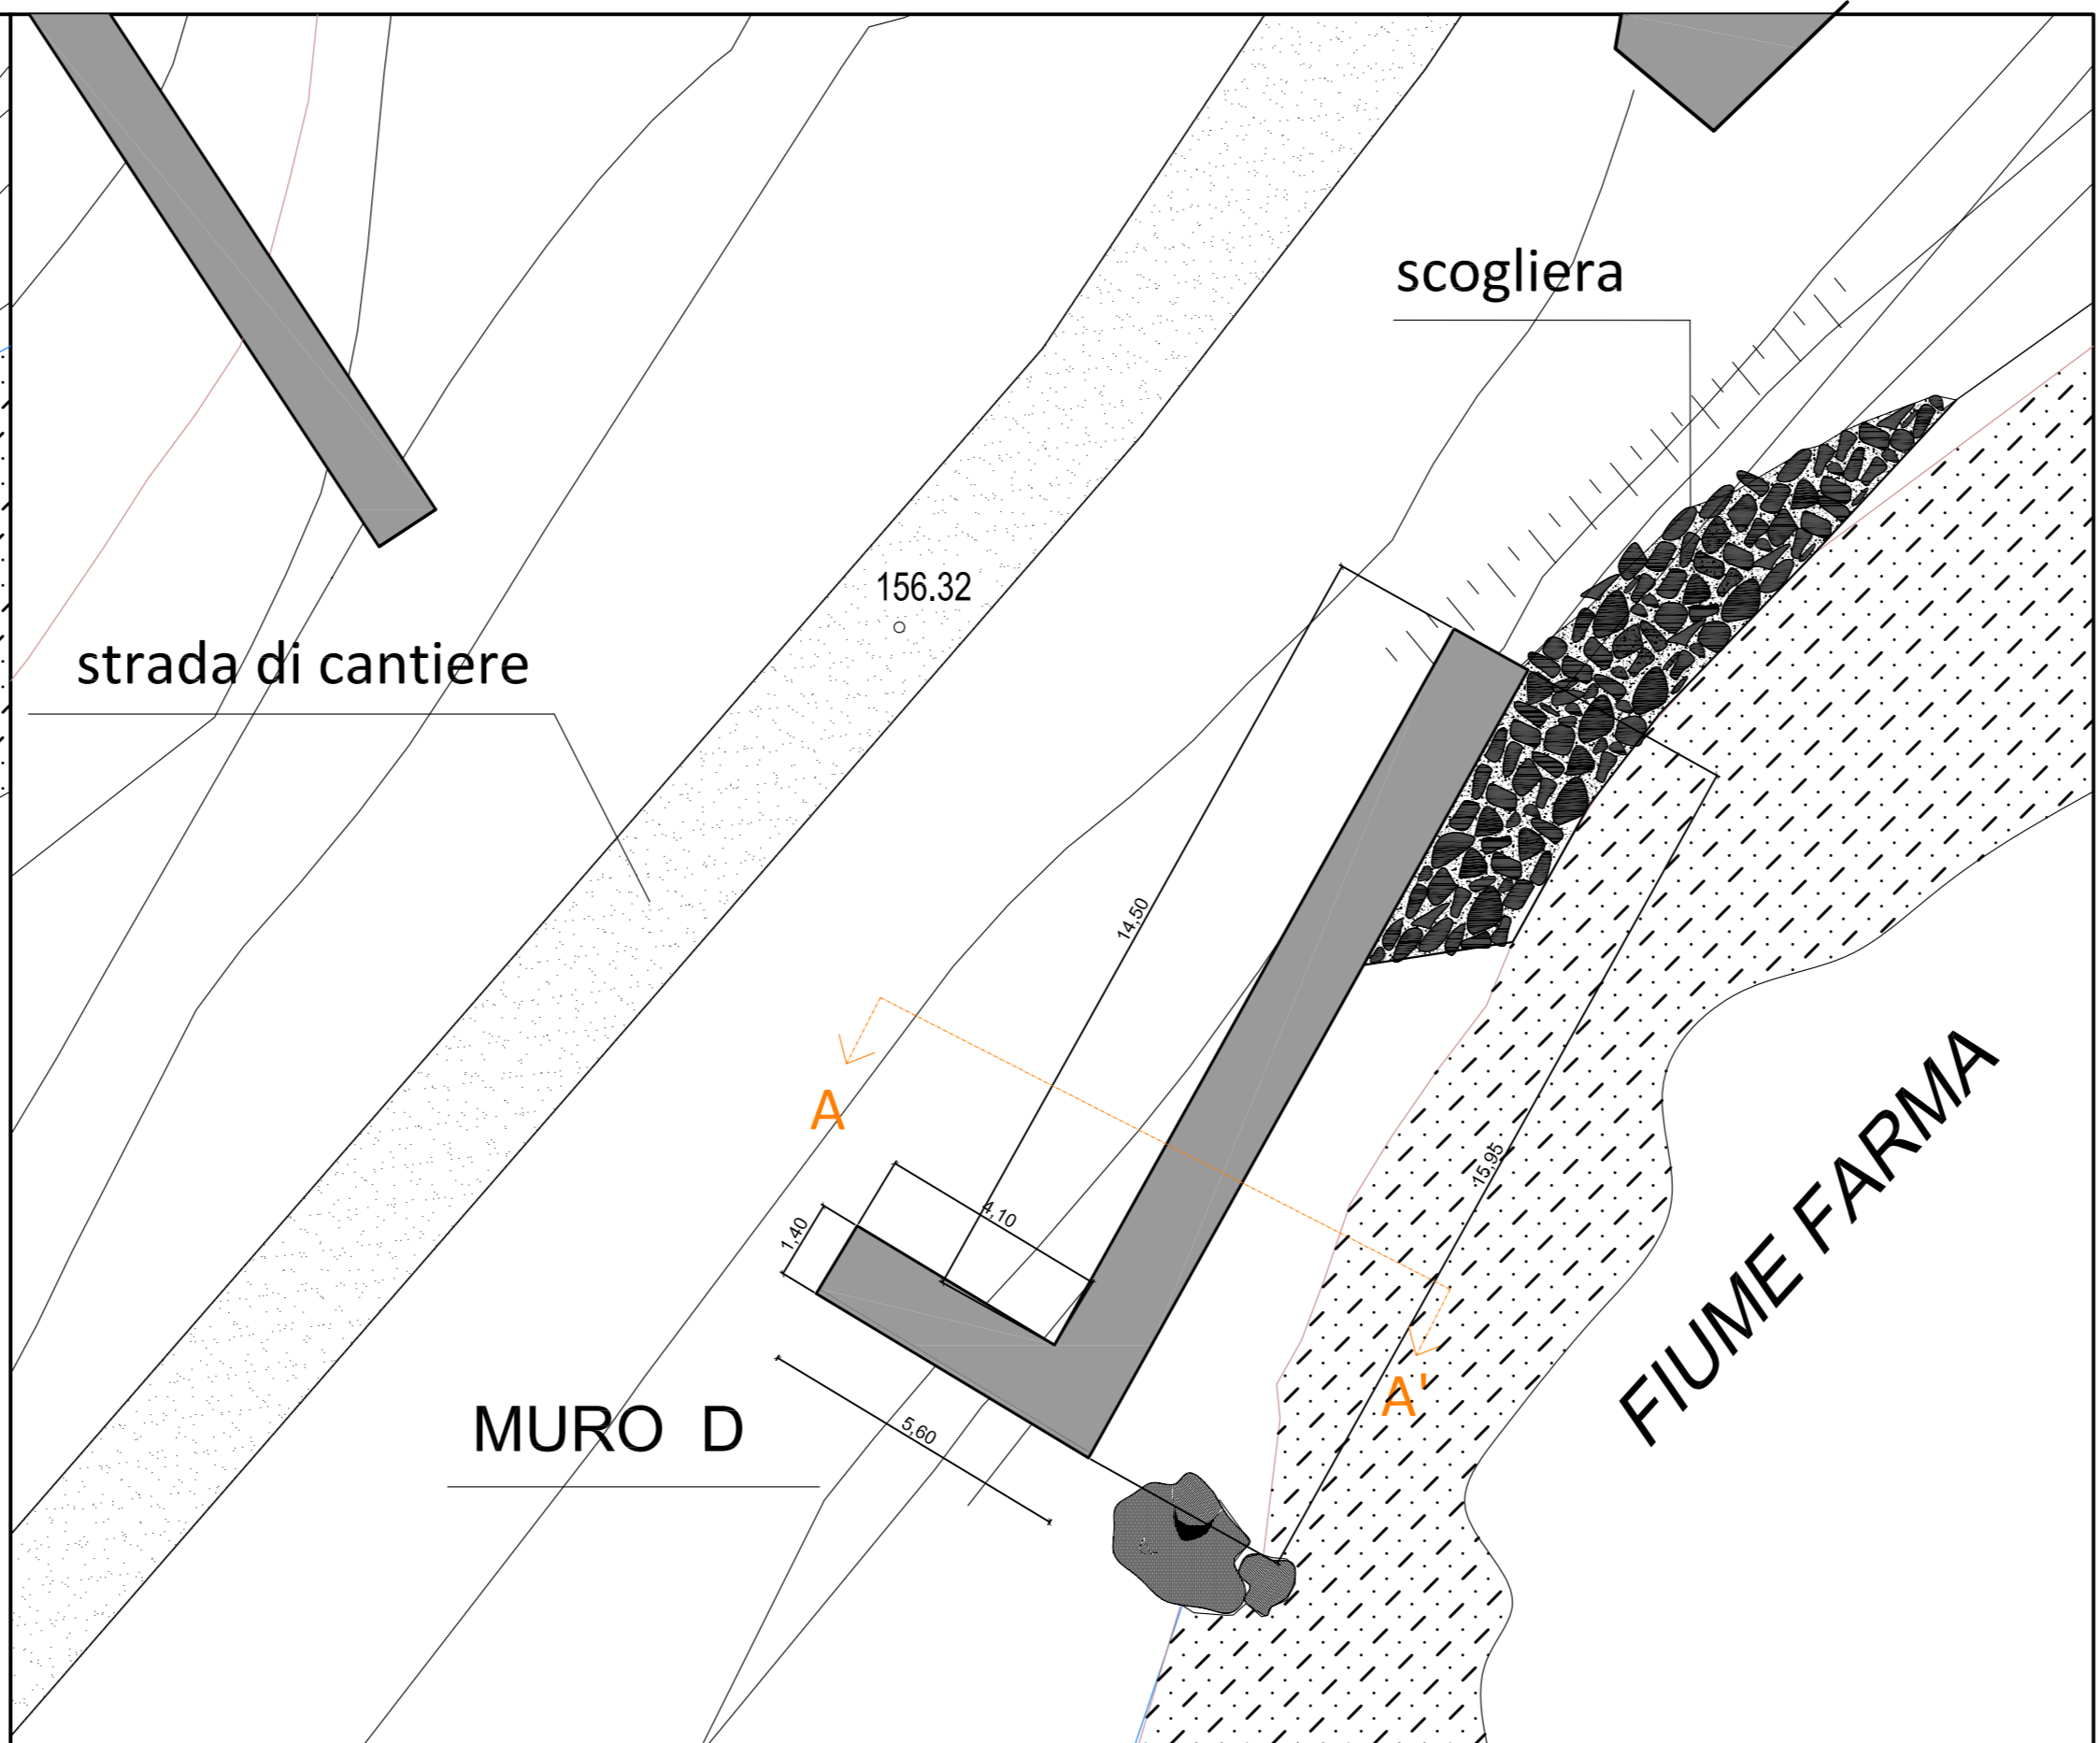 scogliera
156.32
strada di cantiere
14,50
A
15,95
4,10
1,40
A'
FIUME FARMA
MURO D
5,60